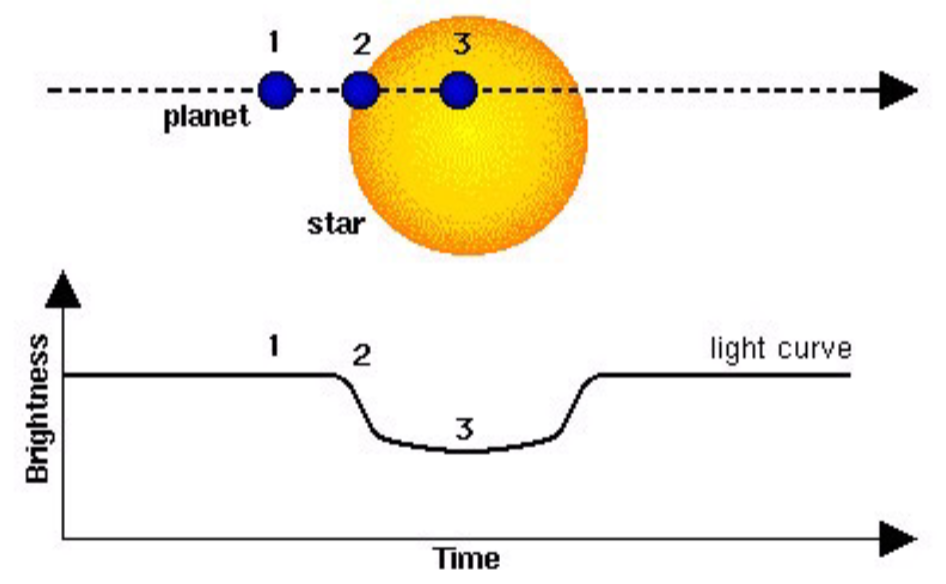 1 2 3
planet
star
Brightness
1 2 3
light curve
Time